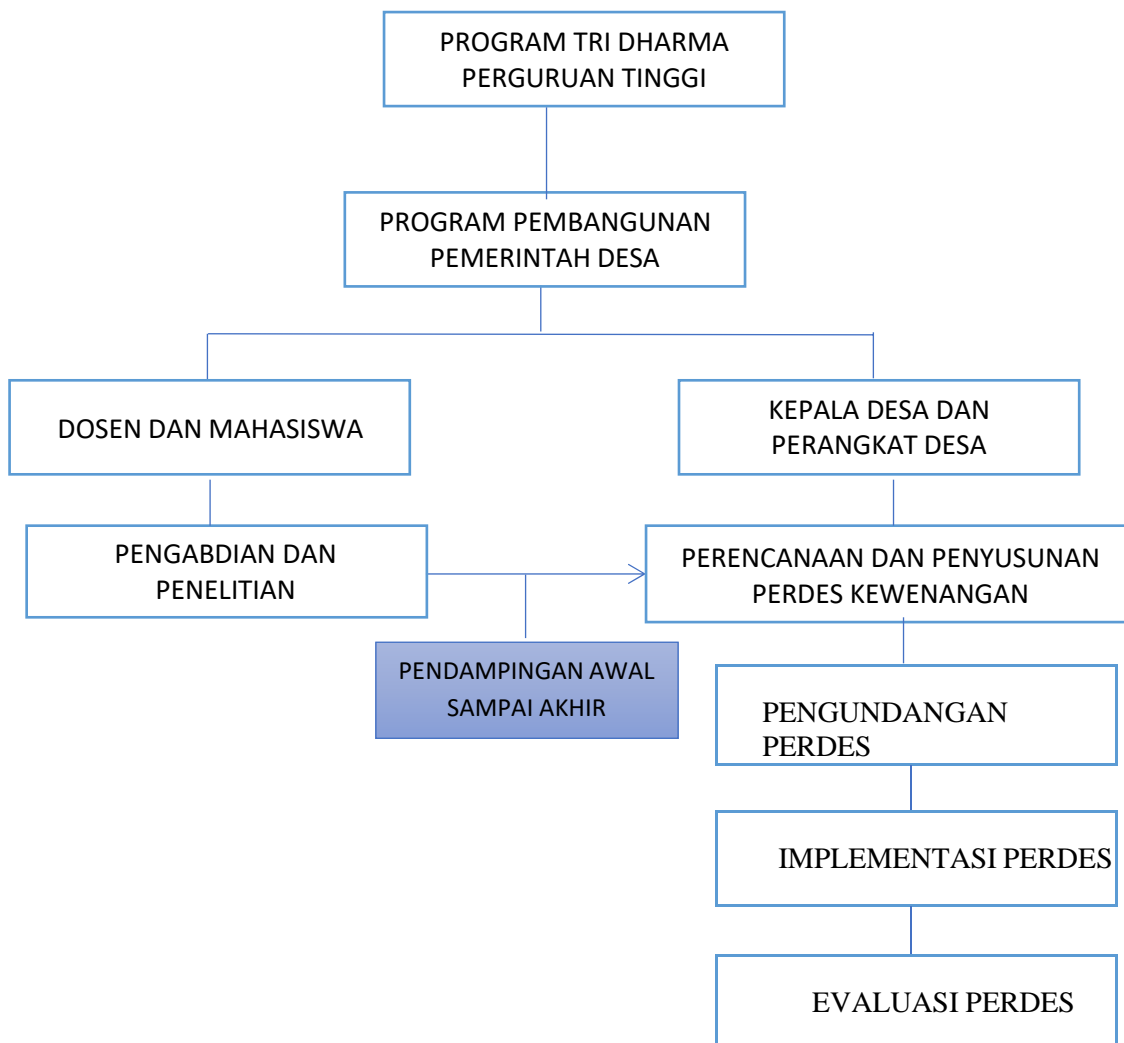 PROGRAM TRI DHARMA
PERGURUAN TINGGI
PROGRAM PEMBANGUNAN
PEMERINTAH DESA
DOSEN DAN MAHASISWA
KEPALA DESA DAN
PERANGKAT DESA
PENGABDIAN DAN
PENELITIAN
PERENCANAAN DAN PENYUSUNAN
PERDES KEWENANGAN
PENDAMPINGAN AWAL
SAMPAI AKHIR
PENGUNDANGAN
PERDES
IMPLEMENTASI PERDES
EVALUASI PERDES